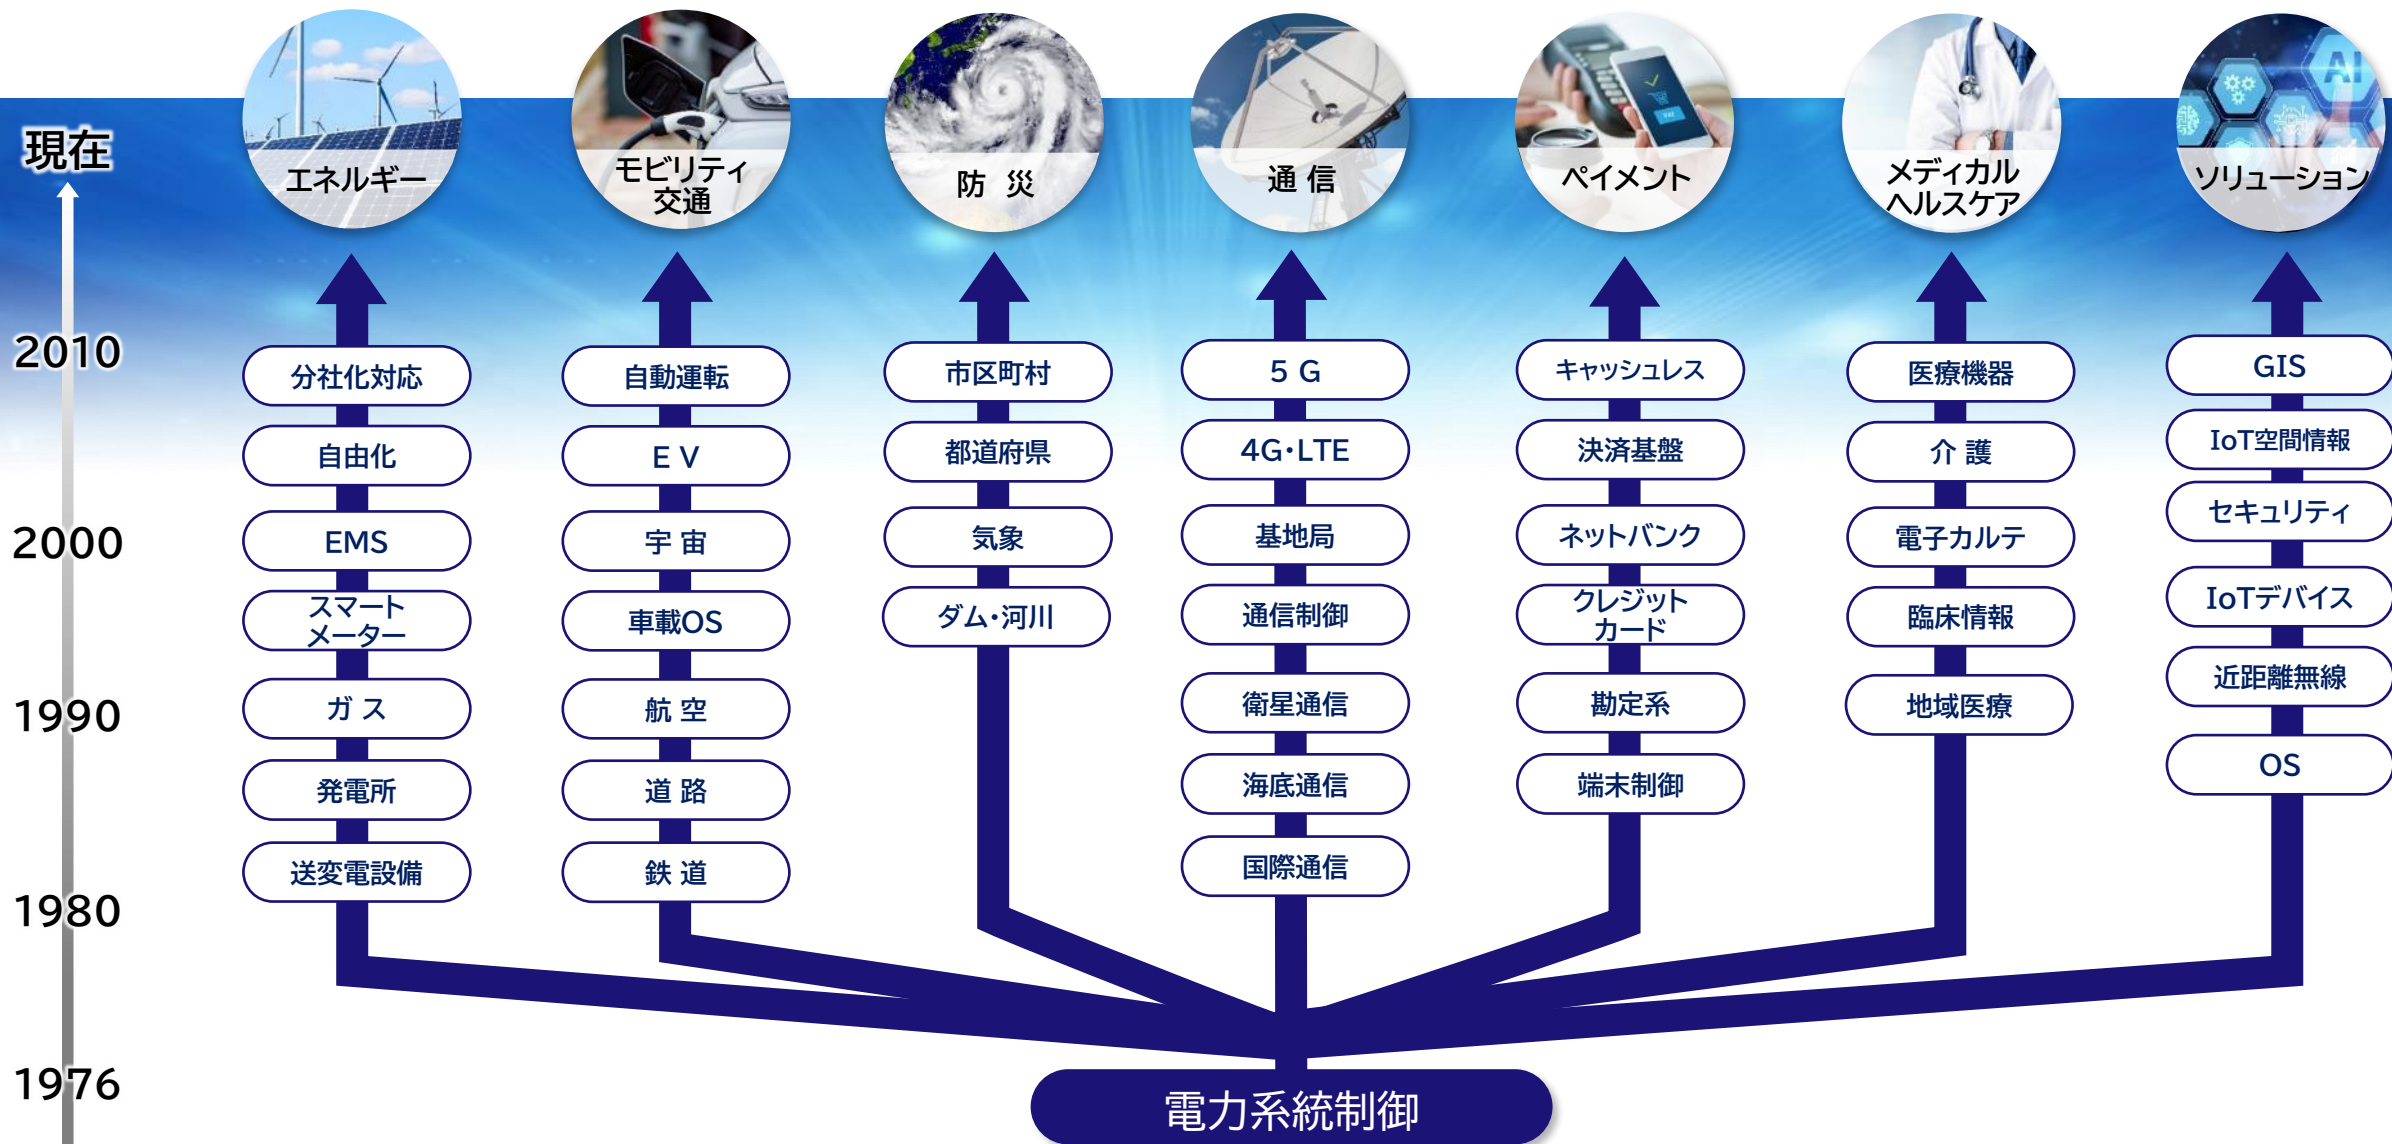 現在
2010
2000
1990
1980
1976
エネルギー
分社化対応
自由化
EMS
スマート
メーター
ガ ス
発電所
送変電設備
モビリティ
交通
自動運転
E V
宇 宙
車載OS
航 空
道 路
鉄 道
防 災
市区町村
都道府県
気象
ダム・河川
通 信
5 G
4G・LTE
基地局
通信制御
衛星通信
海底通信
国際通信
ペイメント
キャッシュレス
決済基盤
ネットバンク
クレジット
カード
勘定系
端末制御
メディカル
ヘルスケア
医療機器
介 護
電子カルテ
臨床情報
地域医療
AI
ソリューション
GIS
IoT空間情報
セキュリティ
IoTデバイス
近距離無線
OS
電力系統制御